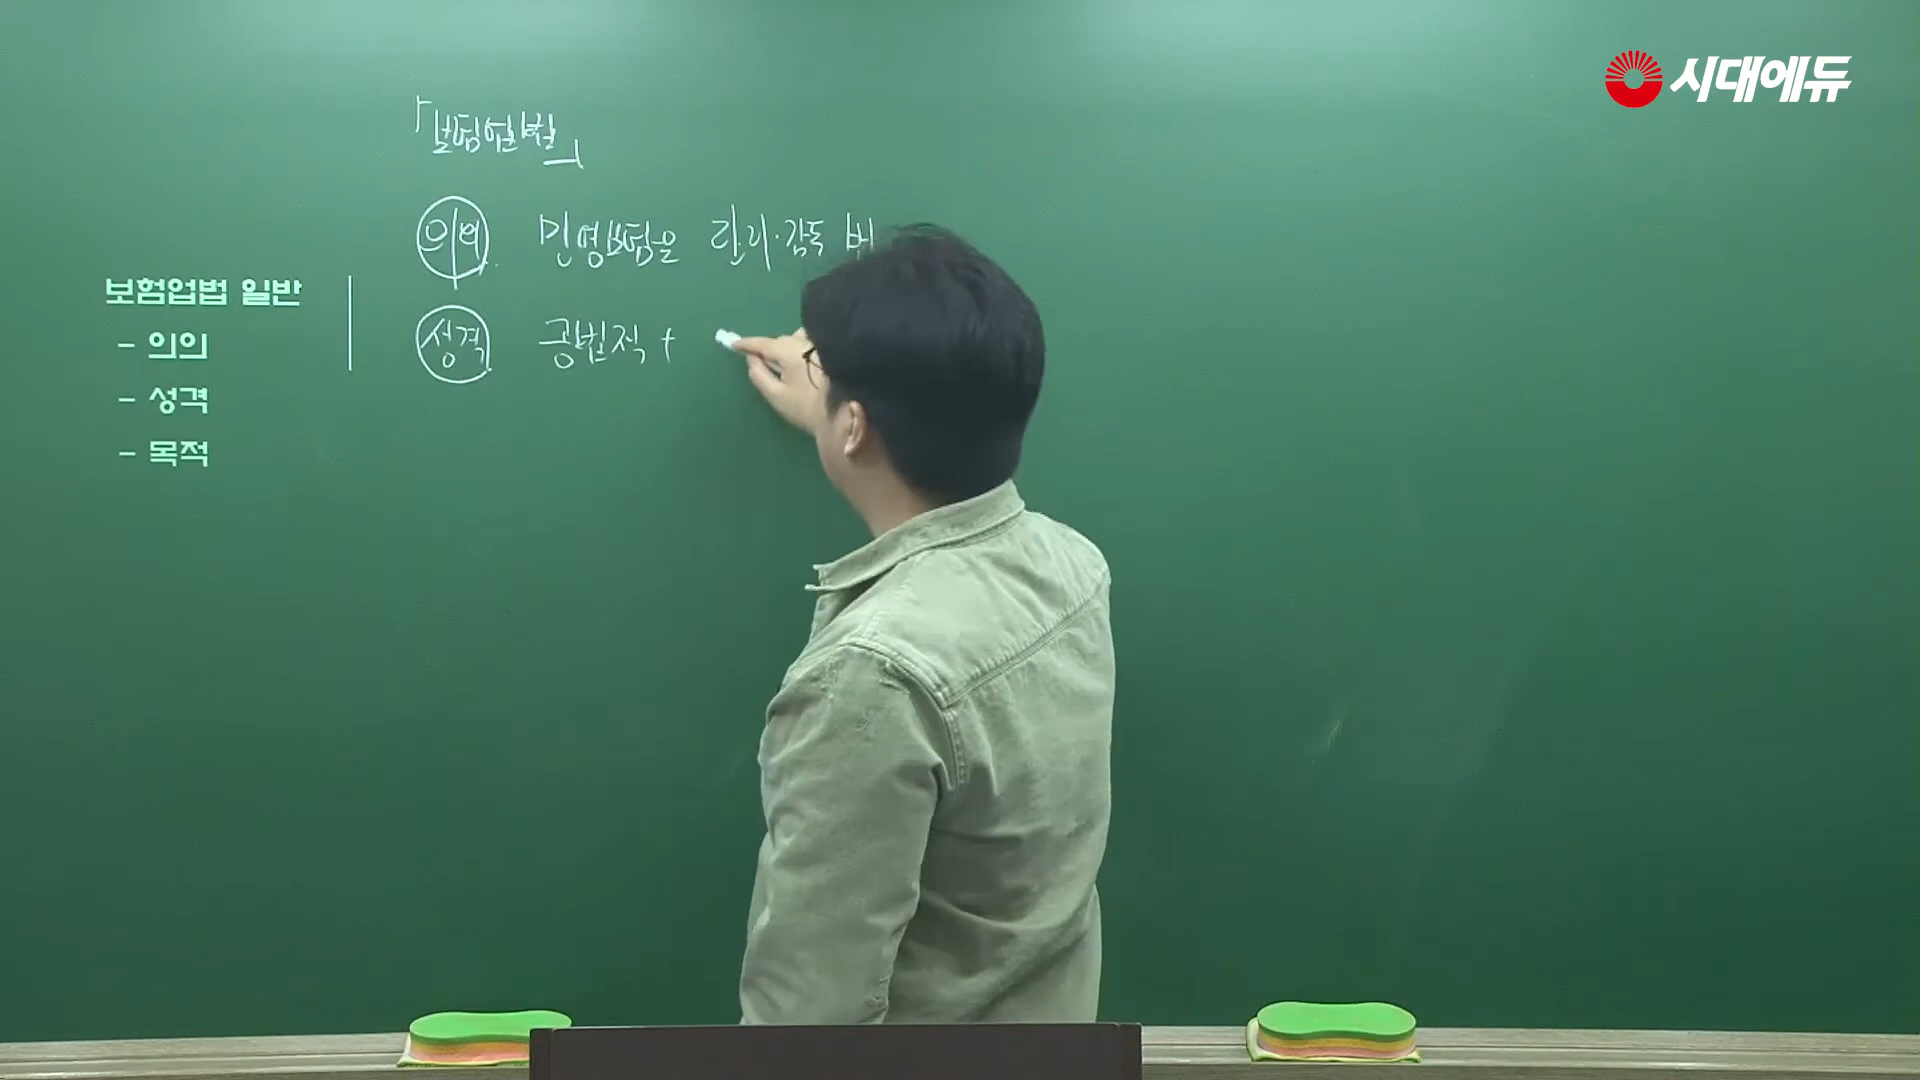 시대에듀
「보험업법」
의의 민영보험을 관리·감독 법
성격 공법적 +
보험업법 일반
- 의의
- 성격
- 목적